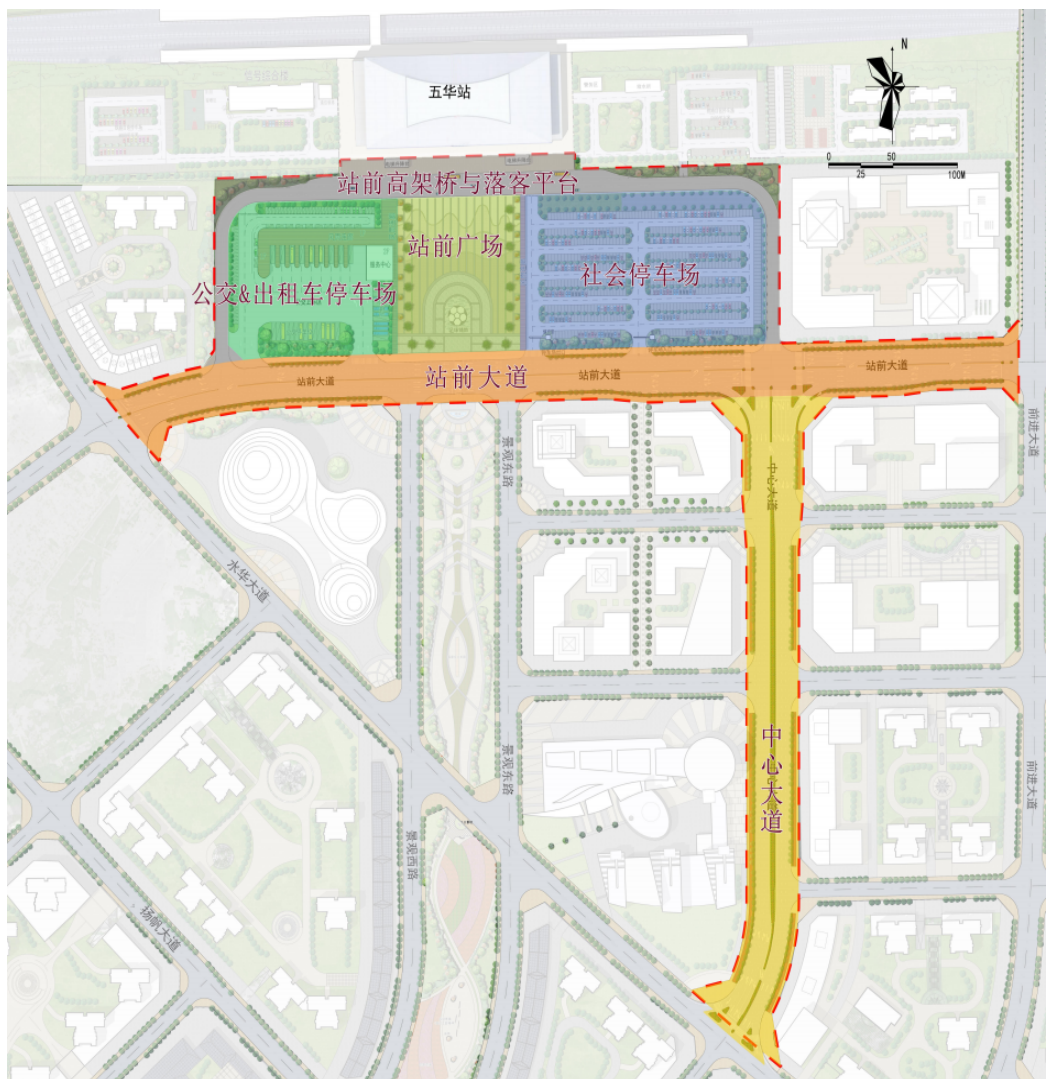 N
五华站
0
50
25
100M
站前高架桥与落客平台
站前广场
社会停车场
公交&出租车停车场
站前大道
站前大道
站前大道
站前大道
前进大道
景观东路
中心大道
水华大道
中心大道
景观东路
前进大道
景观西路
扬帆大道